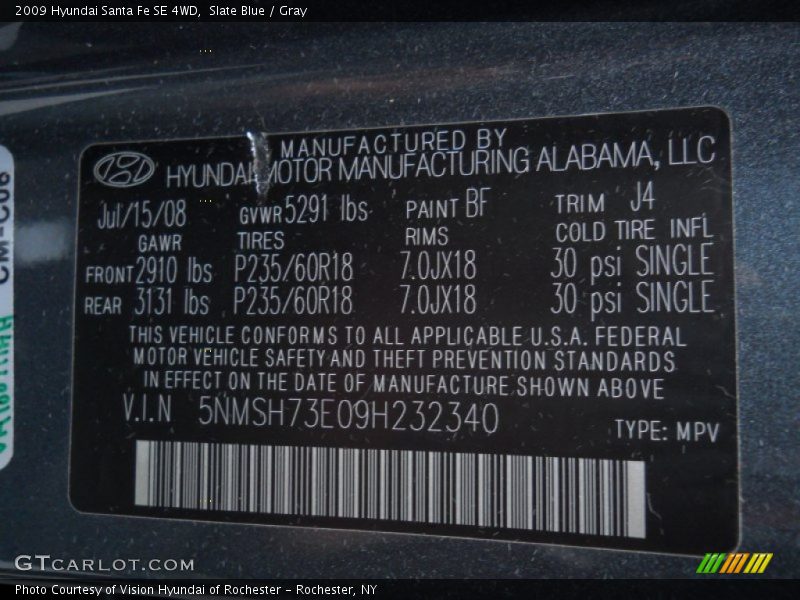 2009 Hyundai Santa Fe SE 4WD,  Slate Blue / Gray
MANUFACTURED BY
HYUNDAI MOTOR MANUFACTURING ALABAMA, LLC
Jul/15/08 GVWR 5291 lbs PAINT BF TRIM J4
GAWR TIRES RIMS COLD TIRE INFL
FRONT 2910 lbs P235/60R18 7.0JX18 30 psi SINGLE
REAR 3131 lbs P235/60R18 7.0JX18 30 psi SINGLE
THIS VEHICLE CONFORMS TO ALL APPLICABLE U.S.A. FEDERAL
MOTOR VEHICLE SAFETY AND THEFT PREVENTION STANDARDS
IN EFFECT ON THE DATE OF MANUFACTURE SHOWN ABOVE
V.I.N 5NMSH73E09H232340
TYPE: MPV
GTCARLOT.COM
Photo Courtesy of Vision Hyundai of Rochester – Rochester, NY